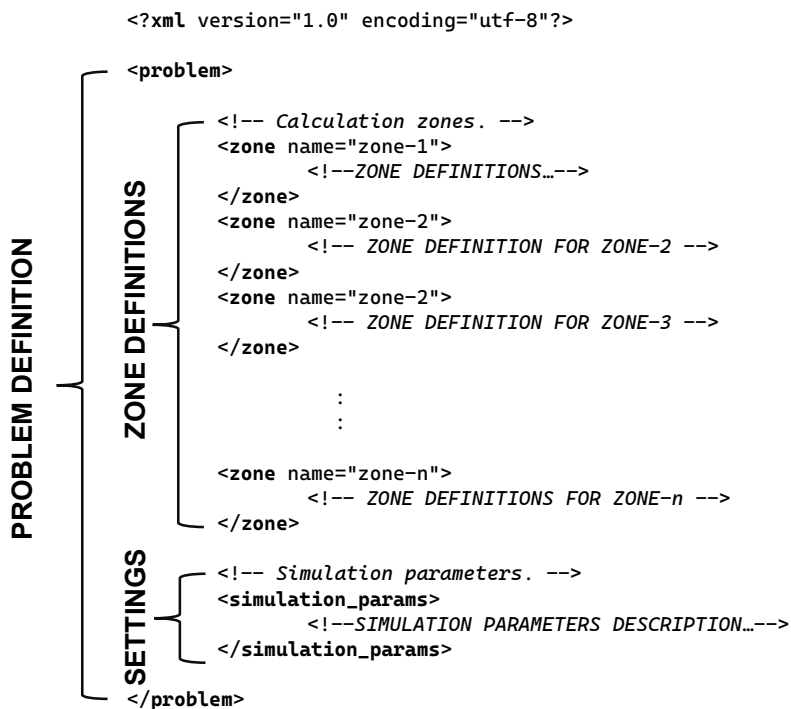 <?xml version="1.0" encoding="utf-8"?>
<problem>
<!-- Calculation zones. -->
<zone name="zone-1">
<!--ZONE DEFINITIONS…-->
</zone>
<zone name="zone-2">
<!-- ZONE DEFINITION FOR ZONE-2 -->
</zone>
<zone name="zone-2">
<!-- ZONE DEFINITION FOR ZONE-3 -->
</zone>
:
:
<zone name="zone-n">
<!-- ZONE DEFINITIONS FOR ZONE-n -->
</zone>
<!-- Simulation parameters. -->
<simulation_params>
<!--SIMULATION PARAMETERS DESCRIPTION…-->
</simulation_params>
</problem>
PROBLEM DEFINITION
ZONE DEFINITIONS
SETTINGS